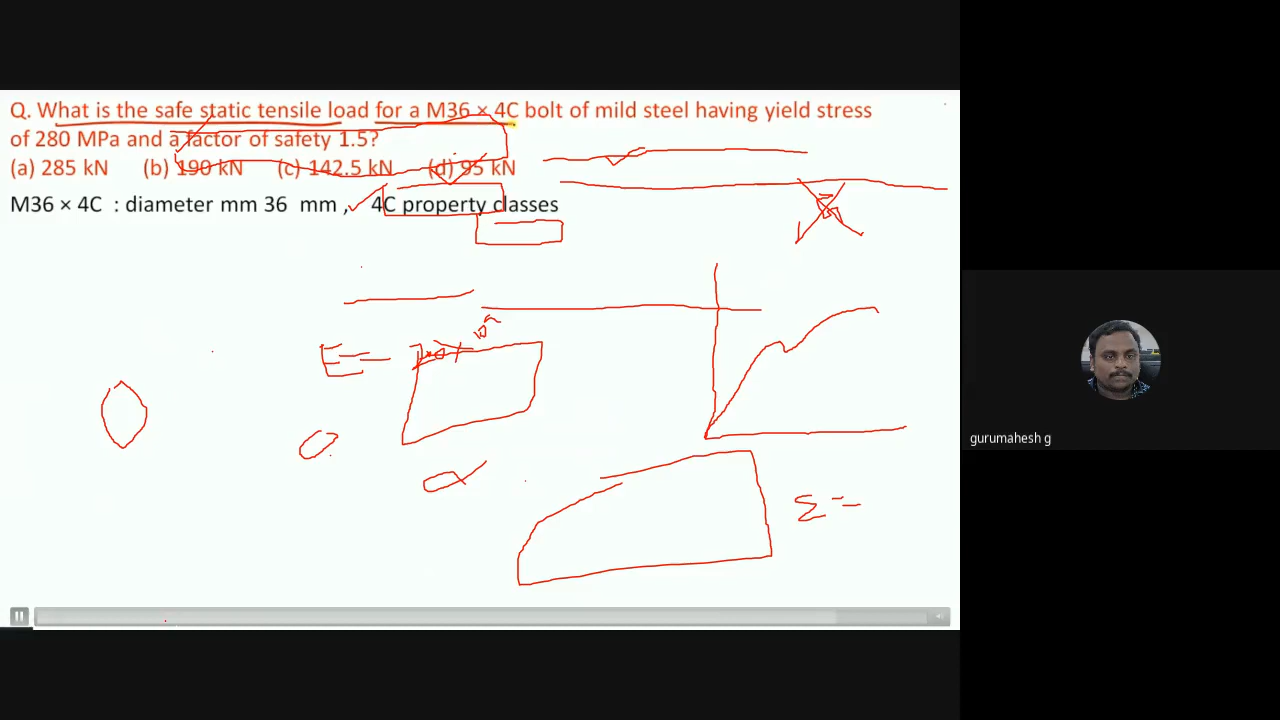 Q. What is the safe static tensile load for a M36 × 4C bolt of mild steel having yield stress
of 280 MPa and a factor of safety 1.5?
(a) 285 kN (b) 190 kN (c) 142.5 kN (d) 95 kN
M36 × 4C : diameter mm 36 mm , 4C property classes
E =
Σ =
gurumahesh g